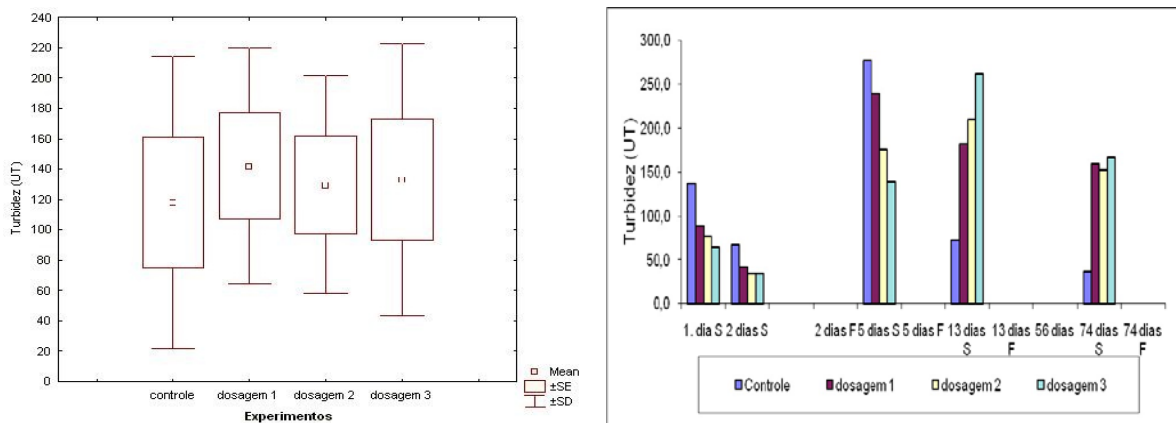 240
220
200
180
160
140
120
100
80
60
40
20
0
Turbidez (UT)
controle dosagem 1 dosagem 2 dosagem 3
Experimentos
Mean
±SE
±SD
300,0
250,0
200,0
150,0
100,0
50,0
0,0
Turbidez (UT)
1. dia S 2 dias S 2 dias F 5 dias S 5 dias F 13 dias S 13 dias F 56 dias 74 dias S 74 dias F
Controle dosagem 1 dosagem 2 dosagem 3